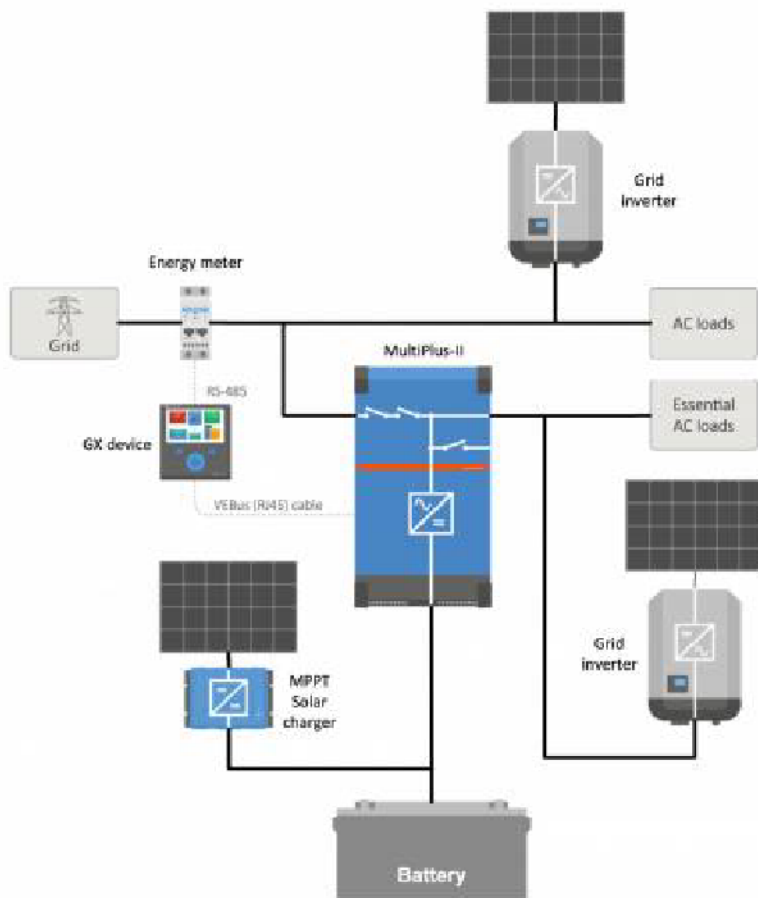 Grid
inverter
Energy meter
Grid
AC loads
MultiPlus-II
RS-485
Essential
AC loads
GX device
VEBus (RJ45) cable
Grid
inverter
MPPT
Solar
charger
Battery